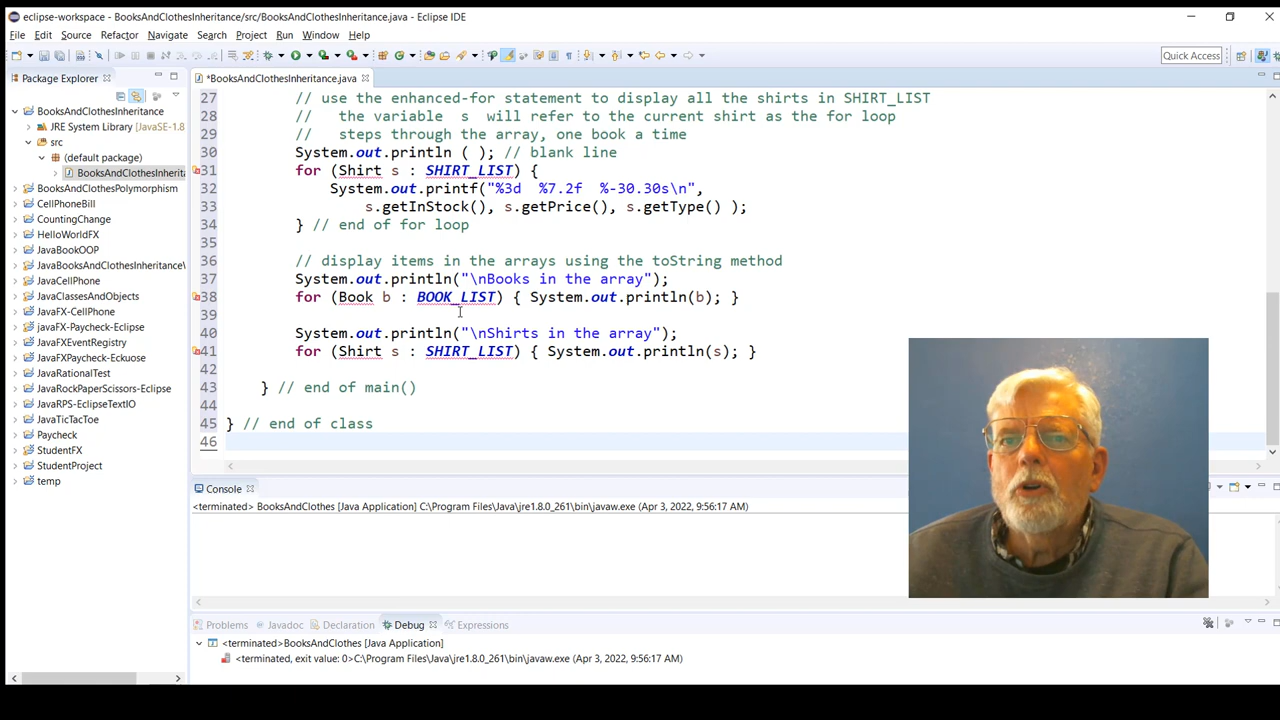 eclipse-workspace - BooksAndClothesInheritance/src/BooksAndClothesInheritance.java - Eclipse IDE
File Edit Source Refactor Navigate Search Project Run Window Help
Quick Access
Package Explorer
*BooksAndClothesInheritance.java
BooksAndClothesInheritance
JRE System Library [JavaSE-1.8
src
(default package)
BooksAndClothesInherita
BooksAndClothesPolymorphism
CellPhoneBill
CountingChange
HelloWorldFX
JavaBookOOP
JavaBooksAndClothesInheritance\
JavaCellPhone
JavaClassesAndObjects
javaFX-CellPhone
javaFX-Paycheck-Eclipse
javaFXEventRegistry
JavaFXPaycheck-Eckuose
JavaRationalTest
JavaRockPaperScissors-Eclipse
JavaRPS-EclipseTextIO
JavaTicTacToe
Paycheck
StudentFX
StudentProject
temp
27 // use the enhanced-for statement to display all the shirts in SHIRT_LIST
28 //  the variable  s  will refer to the current shirt as the for loop
29 //  steps through the array, one book a time
30 System.out.println ( ); // blank line
31 for (Shirt s : SHIRT_LIST) {
32 System.out.printf("%3d  %7.2f  %-30.30s\n",
33 s.getInStock(), s.getPrice(), s.getType() );
34 } // end of for loop
35
36 // display items in the arrays using the toString method
37 System.out.println("\nBooks in the array");
38 for (Book b : BOOK_LIST) { System.out.println(b); }
39
40 System.out.println("\nShirts in the array");
41 for (Shirt s : SHIRT_LIST) { System.out.println(s); }
42
43 } // end of main()
44
45 } // end of class
46
Console
<terminated> BooksAndClothes [Java Application] C:\Program Files\Java\jre1.8.0_261\bin\javaw.exe (Apr 3, 2022, 9:56:17 AM)
Problems Javadoc Declaration Debug Expressions
<terminated>BooksAndClothes [Java Application]
<terminated, exit value: 0>C:\Program Files\Java\jre1.8.0_261\bin\javaw.exe (Apr 3, 2022, 9:56:17 AM)